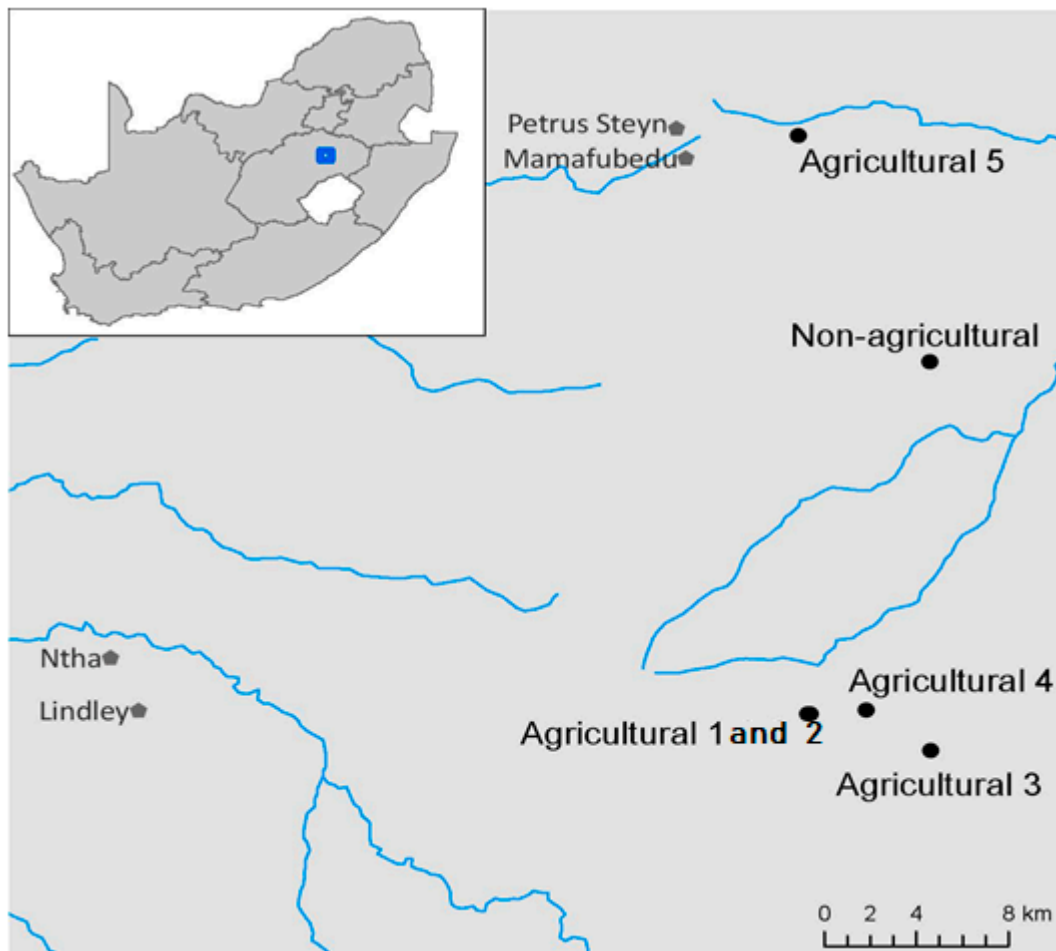 Petrus Steyn
Mamafubedu
Agricultural 5
Non-agricultural
Ntha
Lindley
Agricultural 4
Agricultural 1 and 2
Agricultural 3
0 2 4 8 km